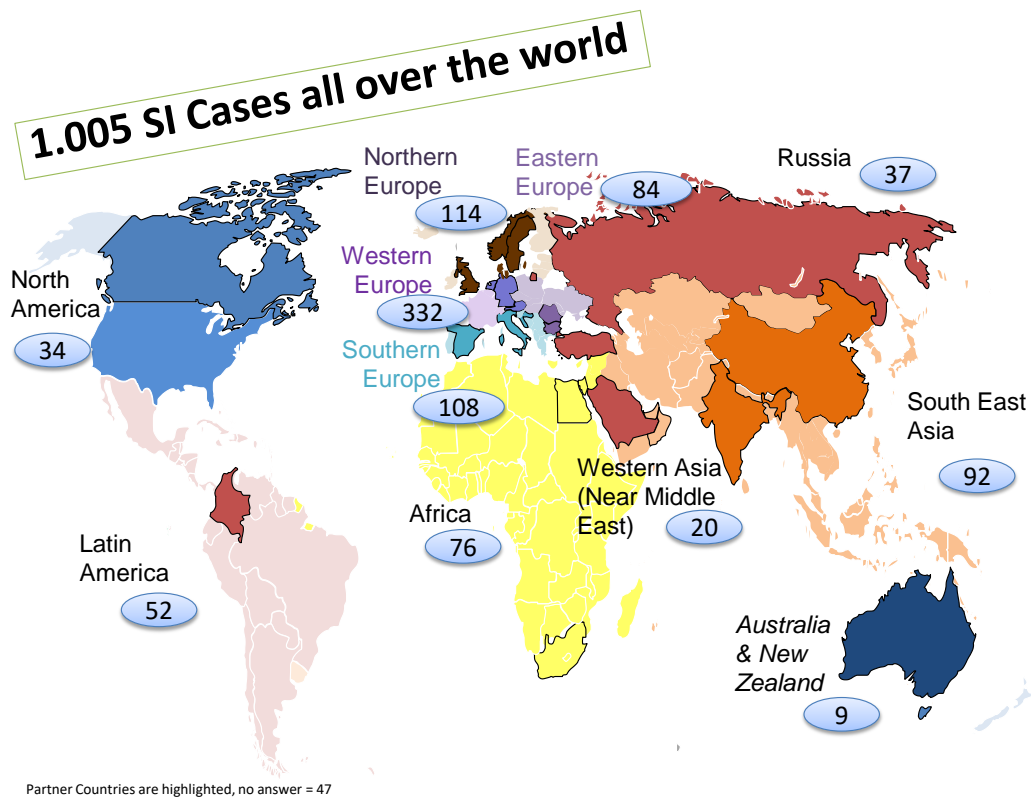 1.005 SI Cases all over the world
Northern
Europe
114
Eastern
Europe
84
Russia
37
North
America
34
Western
Europe
332
Southern
Europe
108
South East
Asia
92
Western Asia
(Near Middle
East)
20
Africa
76
Latin
America
52
Australia
& New
Zealand
9
Partner Countries are highlighted, no answer = 47